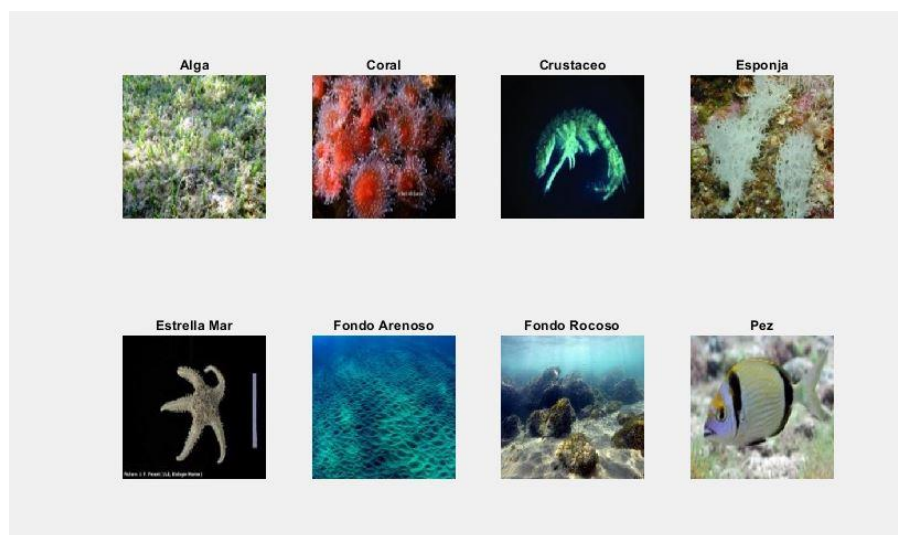 Alga
Coral
Crustaceo
Esponja
Estrella Mar
Fondo Arenoso
Fondo Rocoso
Pez